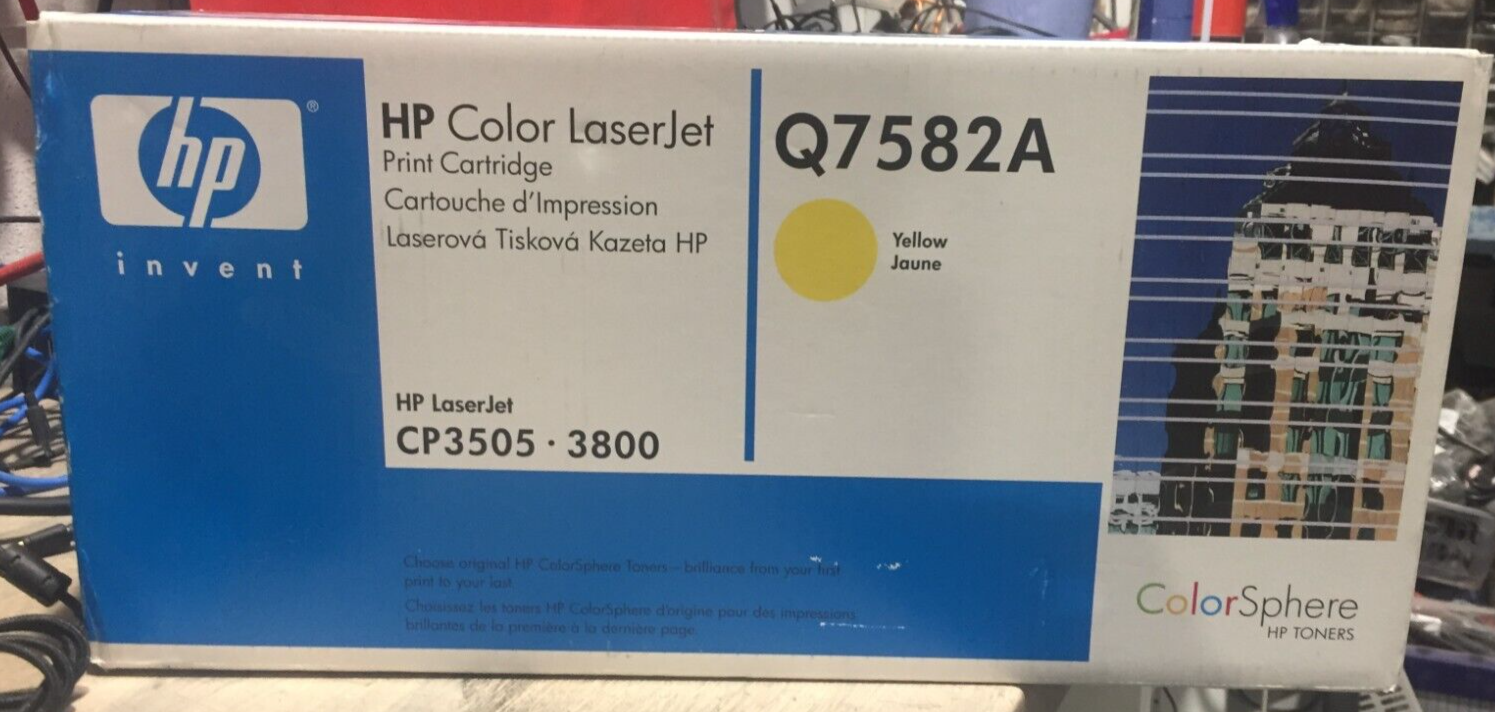 hp®
invent
HP Color LaserJet
Print Cartridge
Cartouche d'Impression
Laserová Tisková Kazeta HP
HP LaserJet
CP3505 · 3800
Q7582A
Yellow
Jaune
Choose original HP ColorSphere Toners – brilliance from your first
print to your last.
Choisissez les toners HP ColorSphere d'origine pour des impressions
brillantes de la première à la dernière page.
ColorSphere
HP TONERS